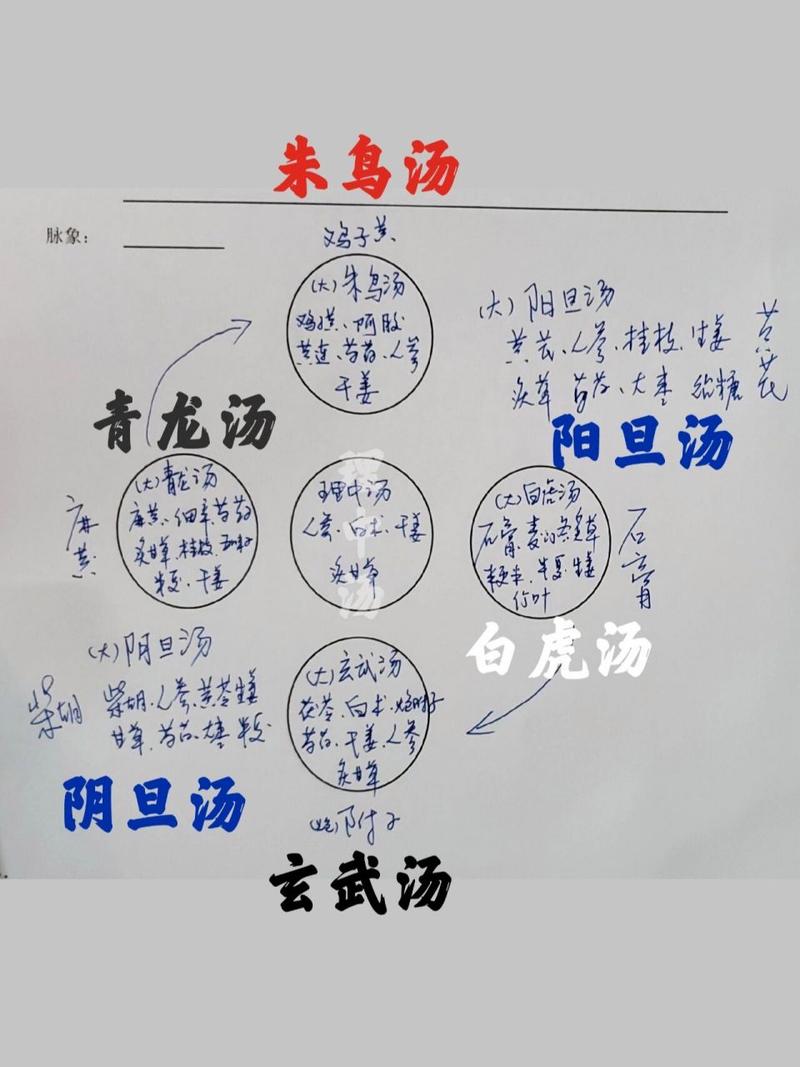 朱鸟汤
脉象：
鸡子黄
(大)朱鸟汤
鸡子黄、阿胶
黄连、芍药、人参
干姜
(大)阳旦汤
黄芪、人参、桂枝、生姜
炙草 芍药、大枣 饴糖
黄芪
青龙汤
阳旦汤
麻黄
(大)青龙汤
麻黄、细辛、芍药
炙甘草、桂枝、五味子
半夏、干姜
理中汤
人参、白术、干姜
炙甘草
理中汤
(大)白虎汤
石膏、麦门冬、炙草
粳米、半夏、生姜
竹叶
石膏
白虎汤
(大)阴旦汤
柴胡
柴胡、人参、黄芩、生姜
甘草、芍药、大枣、半夏
阴旦汤
(大)玄武汤
茯苓、白术、炮附子
芍药、干姜、人参
炙甘草
(炮)附子
玄武汤